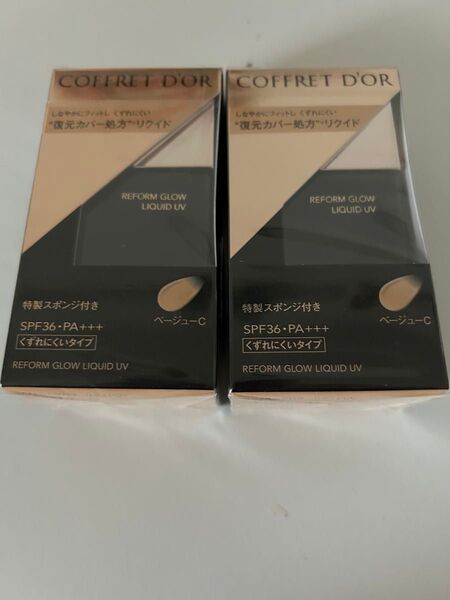 COFFRET D'OR
しなやかにフィットし くずれにくい
"復元カバー処方"*リクイド
REFORM GLOW
LIQUID UV
特製スポンジ付き
ベージューC
SPF36・PA+++
くずれにくいタイプ
REFORM GLOW LIQUID UV
COFFRET D'OR
しなやかにフィットし くずれにくい
"復元カバー処方"*リクイド
REFORM GLOW
LIQUID UV
特製スポンジ付き
ベージューC
SPF36・PA+++
くずれにくいタイプ
REFORM GLOW LIQUID UV